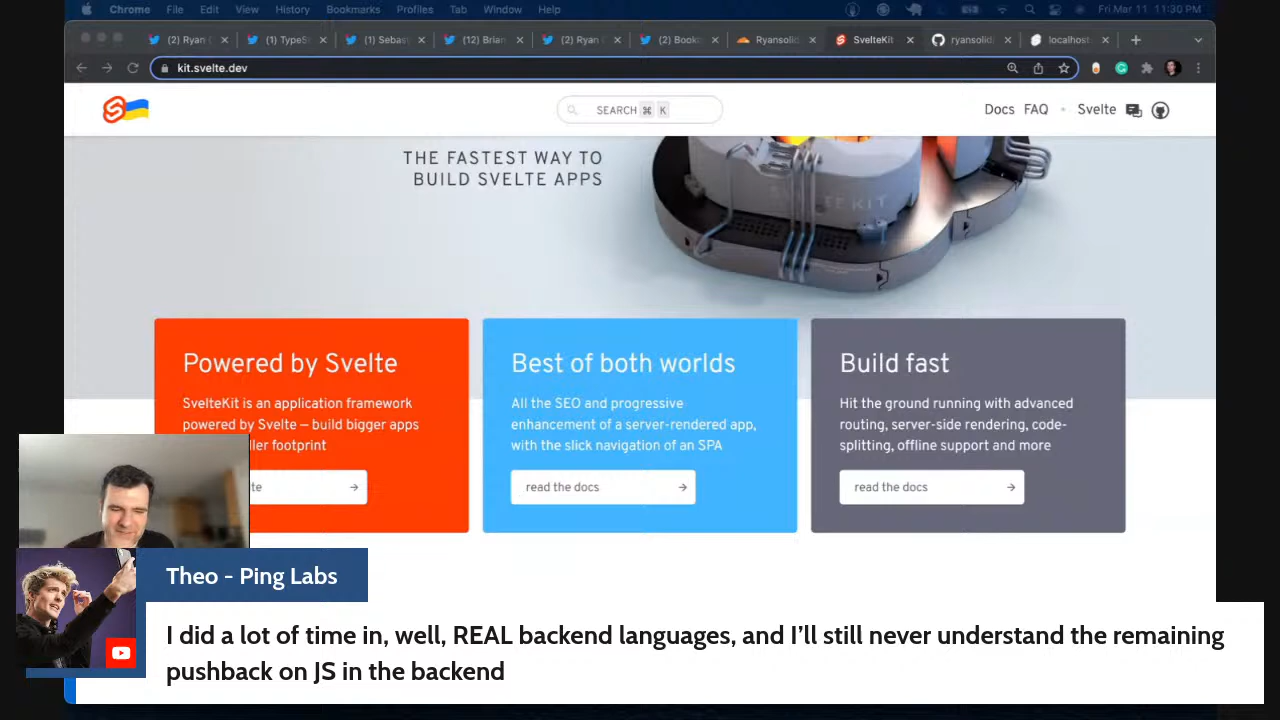 Chrome File Edit View History Bookmarks Profiles Tab Window Help Fri Mar 11 11:30 PM
(2) Ryan (1) TypeS (1) Sebas (12) Brian (2) Ryan (2) Book Ryansolid SvelteKit ryansolid localhost
kit.svelte.dev
SEARCH ⌘ K
Docs FAQ • Svelte
THE FASTEST WAY TO
BUILD SVELTE APPS
Powered by Svelte
SvelteKit is an application framework
powered by Svelte — build bigger apps
ller footprint
te →
Best of both worlds
All the SEO and progressive
enhancement of a server-rendered app,
with the slick navigation of an SPA
read the docs →
Build fast
Hit the ground running with advanced
routing, server-side rendering, code-
splitting, offline support and more
read the docs →
Theo - Ping Labs
I did a lot of time in, well, REAL backend languages, and I'll still never understand the remaining
pushback on JS in the backend